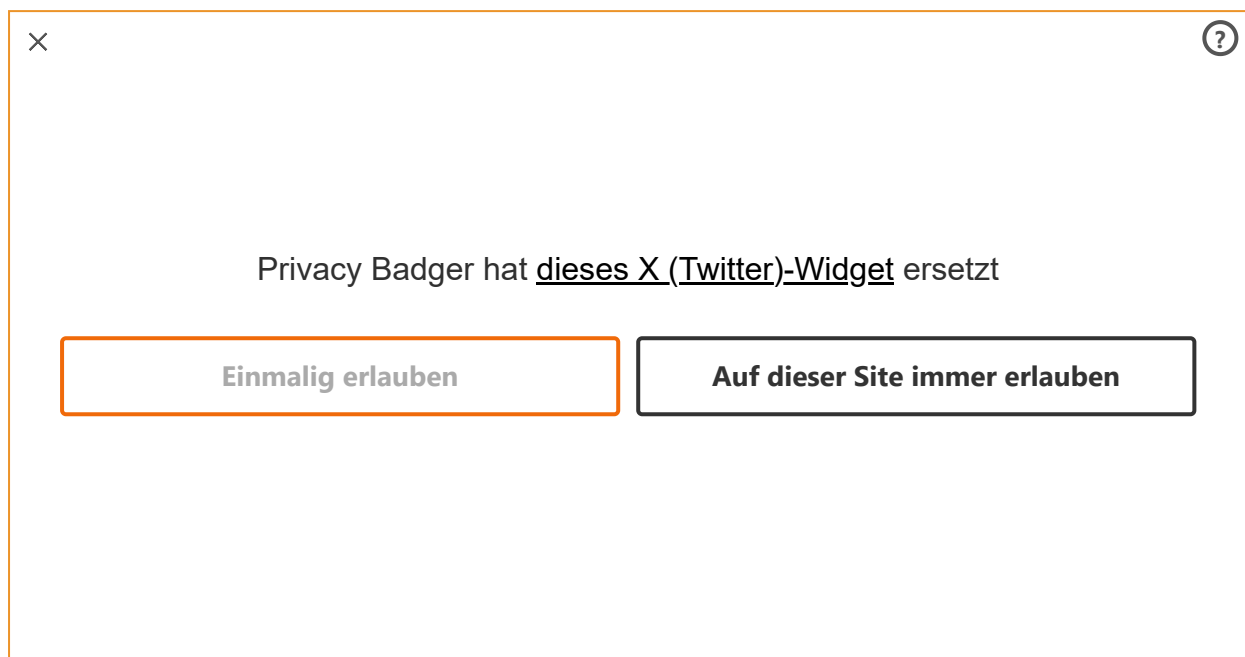 ?
Privacy Badger hat dieses X (Twitter)-Widget ersetzt
Einmalig erlauben
Auf dieser Site immer erlauben